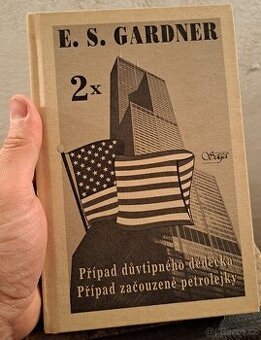 E. S. GARDNER
2x
Případ důvtipného dědečka
Případ začouzené petrolejky